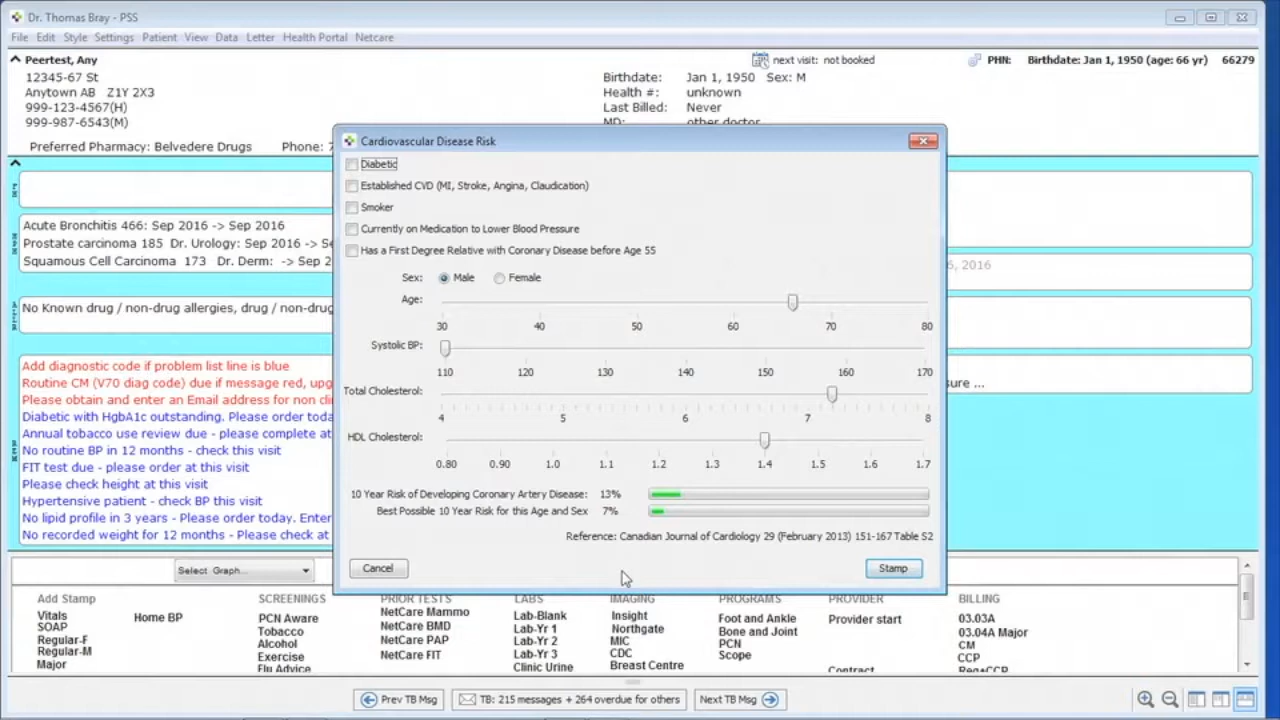 Dr. Thomas Bray - PSS
File Edit Style Settings Patient View Data Letter Health Portal Netcare
Peertest, Any
next visit: not booked
PHN: Birthdate: Jan 1, 1950 (age: 66 yr) 66279
12345-67 St
Anytown AB Z1Y 2X3
999-123-4567(H)
999-987-6543(M)
Birthdate: Jan 1, 1950 Sex: M
Health #: unknown
Last Billed: Never
MD: other doctor
Preferred Pharmacy: Belvedere Drugs Phone: 7
Acute Bronchitis 466: Sep 2016 -> Sep 2016
Prostate carcinoma 185 Dr. Urology: Sep 2016 -> Se
Squamous Cell Carcinoma 173 Dr. Derm: -> Sep 2
5, 2016
No Known drug / non-drug allergies, drug / non-drug
Add diagnostic code if problem list line is blue
Routine CM (V70 diag code) due if message red, upg
Please obtain and enter an Email address for non cli
Diabetic with HgbA1c outstanding. Please order toda
Annual tobacco use review due - please complete at
No routine BP in 12 months - check this visit
FIT test due - please order at this visit
Please check height at this visit
Hypertensive patient - check BP this visit
No lipid profile in 3 years - Please order today. Enter
No recorded weight for 12 months - Please check at
sure ...
Cardiovascular Disease Risk
Diabetic
Established CVD (MI, Stroke, Angina, Claudication)
Smoker
Currently on Medication to Lower Blood Pressure
Has a First Degree Relative with Coronary Disease before Age 55
Sex: Male Female
Age:
30 40 50 60 70 80
Systolic BP:
110 120 130 140 150 160 170
Total Cholesterol:
4 5 6 7 8
HDL Cholesterol:
0.80 0.90 1.0 1.1 1.2 1.3 1.4 1.5 1.6 1.7
10 Year Risk of Developing Coronary Artery Disease: 13%
Best Possible 10 Year Risk for this Age and Sex 7%
Reference: Canadian Journal of Cardiology 29 (February 2013) 151-167 Table S2
Cancel Stamp
Select Graph...
Add Stamp
Vitals
SOAP
Regular-F
Regular-M
Major
Home BP
SCREENINGS
PCN Aware
Tobacco
Alcohol
Exercise
Flu Advice
PRIOR TESTS
NetCare Mammo
NetCare BMD
NetCare PAP
NetCare FIT
LABS
Lab-Blank
Lab-Yr 1
Lab-Yr 2
Lab-Yr 3
Clinic Urine
IMAGING
Insight
Northgate
MIC
CDC
Breast Centre
PROGRAMS
Foot and Ankle
Bone and Joint
PCN
Scope
PROVIDER
Provider start
Contract
BILLING
03.03A
03.04A Major
CM
CCP
Reg+CCP
Prev TB Msg TB: 215 messages + 264 overdue for others Next TB Msg